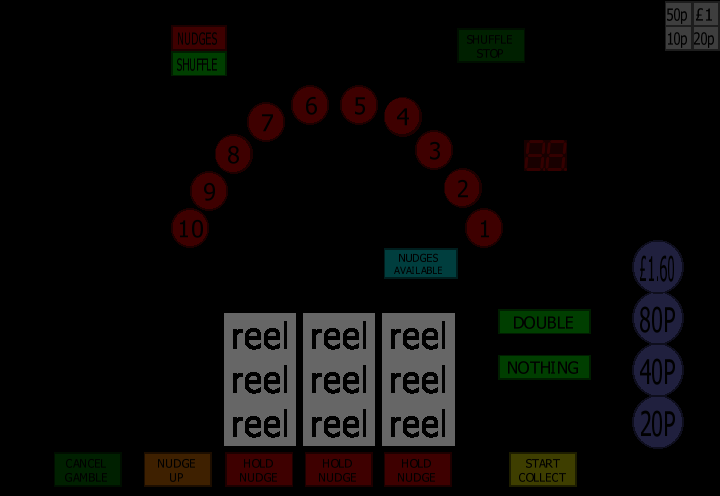 50p £1
10p 20p
NUDGES
SHUFFLE
SHUFFLE
STOP
6 5
7 4
8 3
9 2
10 1
88
NUDGES
AVAILABLE
£1.60
80P
40P
20P
DOUBLE
NOTHING
reel reel reel
reel reel reel
reel reel reel
CANCEL
GAMBLE
NUDGE
UP
HOLD
NUDGE
HOLD
NUDGE
HOLD
NUDGE
START
COLLECT